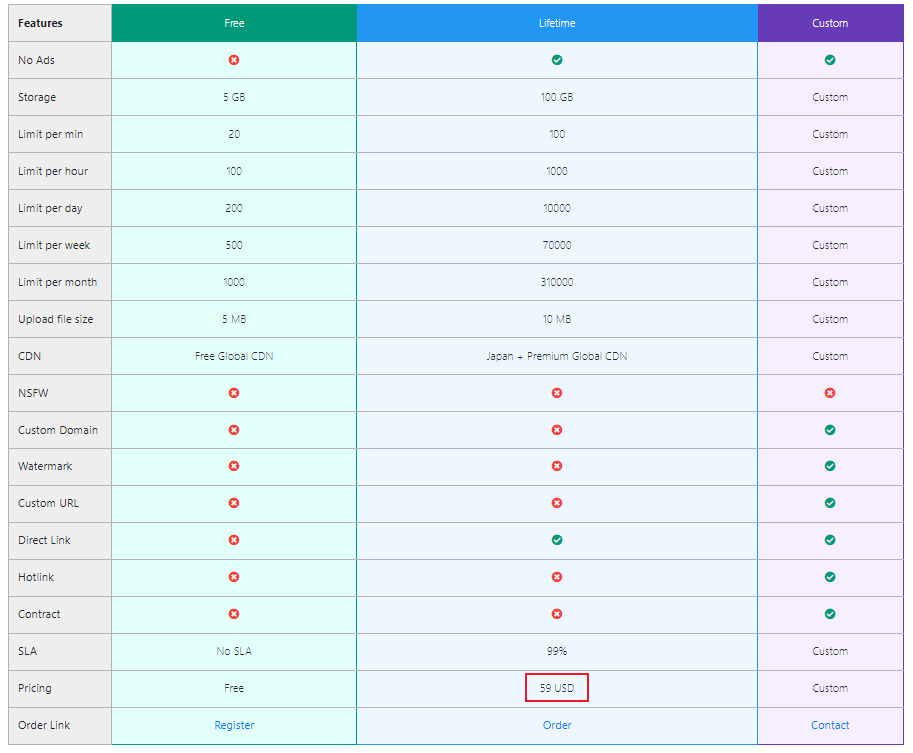 Features Free Lifetime Custom
No Ads
Storage 5 GB 100 GB Custom
Limit per min 20 100 Custom
Limit per hour 100 1000 Custom
Limit per day 200 10000 Custom
Limit per week 500 70000 Custom
Limit per month 1000 310000 Custom
Upload file size 5 MB 10 MB Custom
CDN Free Global CDN Japan + Premium Global CDN Custom
NSFW
Custom Domain
Watermark
Custom URL
Direct Link
Hotlink
Contract
SLA No SLA 99% Custom
Pricing Free 59 USD Custom
Order Link Register Order Contact